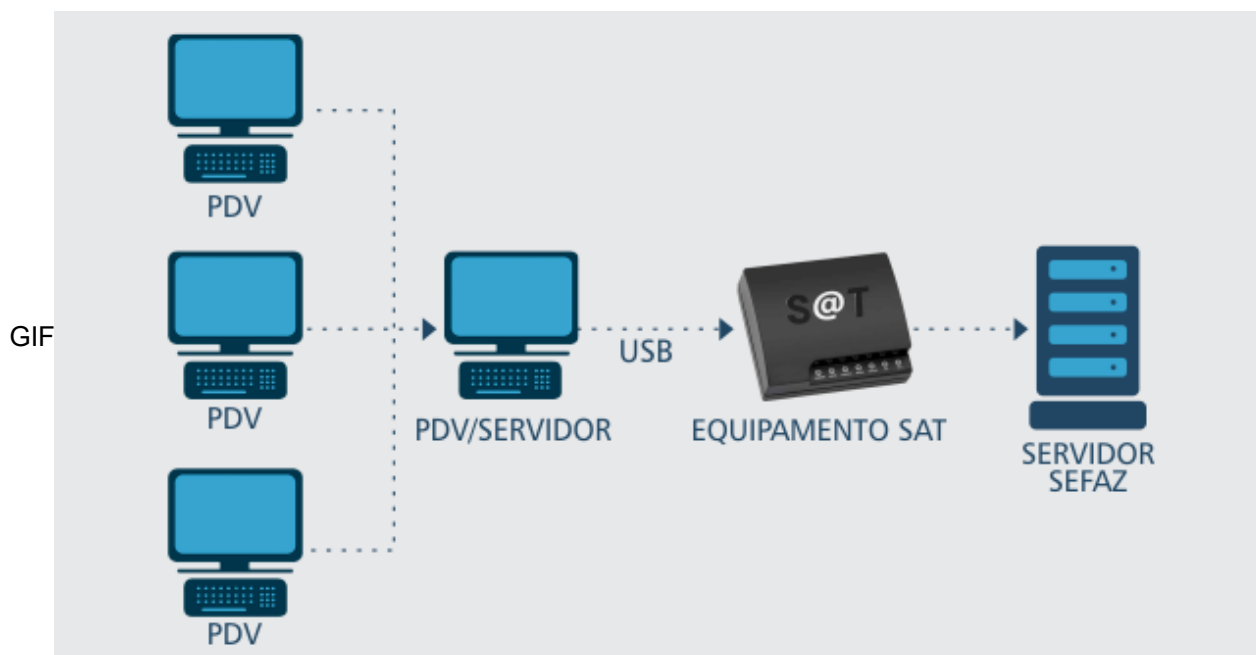 PDV
GIF
PDV
PDV/SERVIDOR
USB
S@T
EQUIPAMENTO SAT
SERVIDOR
SEFAZ
PDV